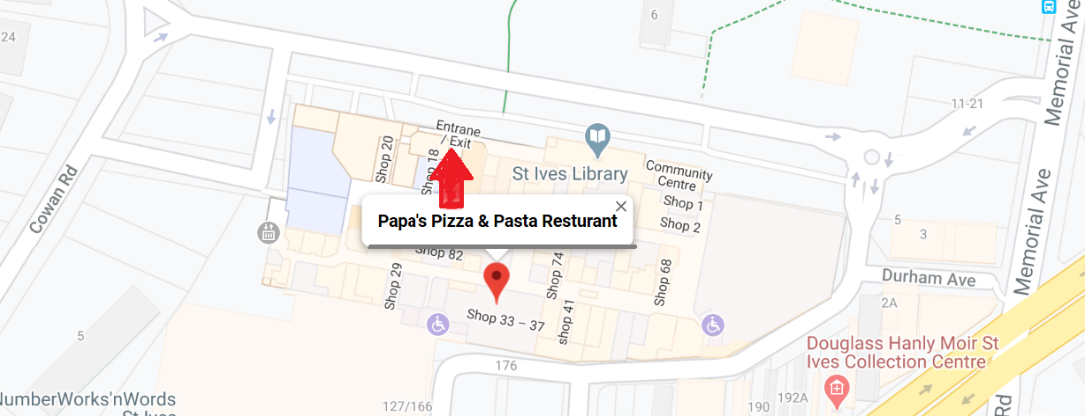 24
6
Memorial Ave
11-21
Entrane
/ Exit
Shop 20
Shop 18
St Ives Library
Community
Centre
Shop 1
Shop 2
Cowan Rd
Papa's Pizza & Pasta Resturant
5
3
Memorial Ave
Shop 82
Shop 29
Shop 74
Shop 68
Durham Ave
Shop 33 – 37
shop 41
2A
5
Douglass Hanly Moir St
Ives Collection Centre
176
NumberWorks'nWords
St Ives
127/166
190
192A
Rd